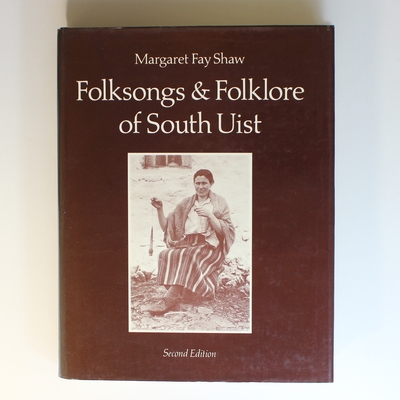 Margaret Fay Shaw
Folksongs & Folklore
of South Uist
Second Edition